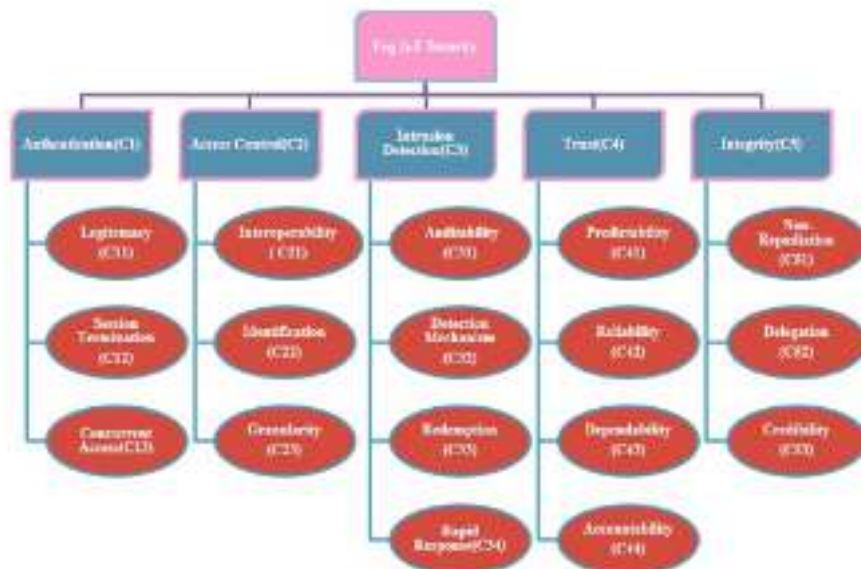 Fog IoT Security
Authentication(C1)
Access Control(C2)
Intrusion
Detection(C3)
Trust(C4)
Integrity(C5)
Legitimacy
(C11)
Interoperability
( C21)
Auditability
(C31)
Predictability
(C41)
Non-
Repudiation
(C51)
Session
Termination
(C12)
Identification
(C22)
Detection
Mechanism
(C32)
Reliability
(C42)
Delegation
(C52)
Concurrent
Access(C13)
Granularity
(C23)
Redemption
(C33)
Dependability
(C43)
Credibility
(C53)
Rapid
Response(C34)
Accountability
(C44)